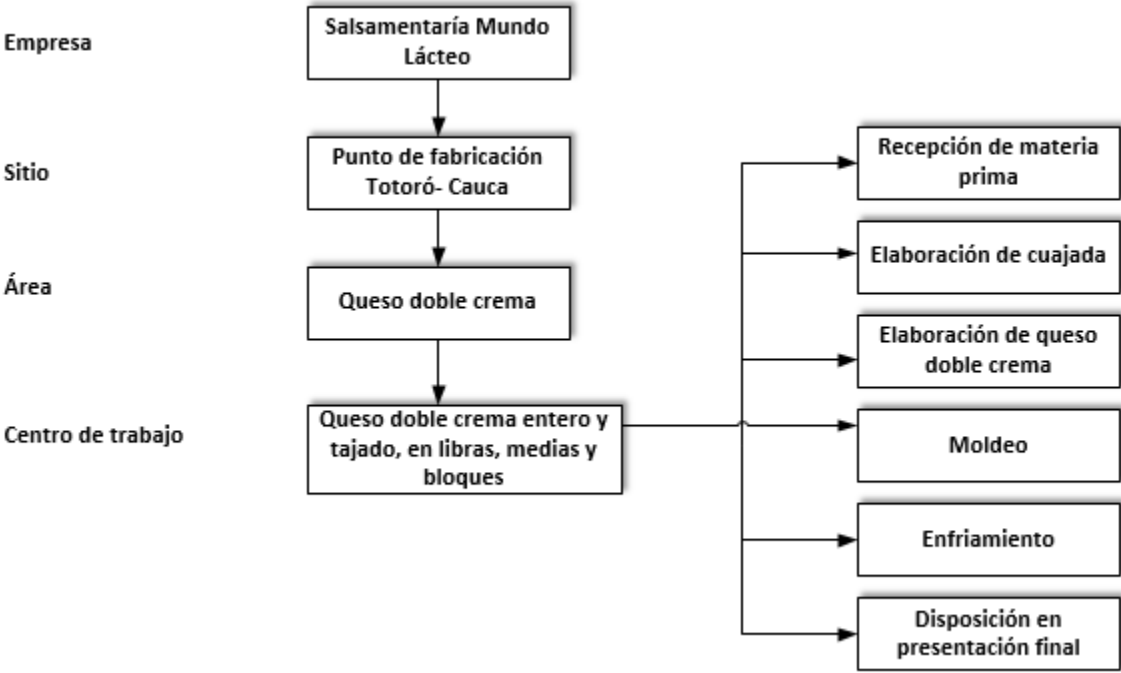 Empresa
Salsamentaría Mundo
Lácteo
Sitio
Punto de fabricación
Totoró- Cauca
Área
Queso doble crema
Centro de trabajo
Queso doble crema entero y
tajado, en libras, medias y
bloques
Recepción de materia
prima
Elaboración de cuajada
Elaboración de queso
doble crema
Moldeo
Enfriamiento
Disposición en
presentación final